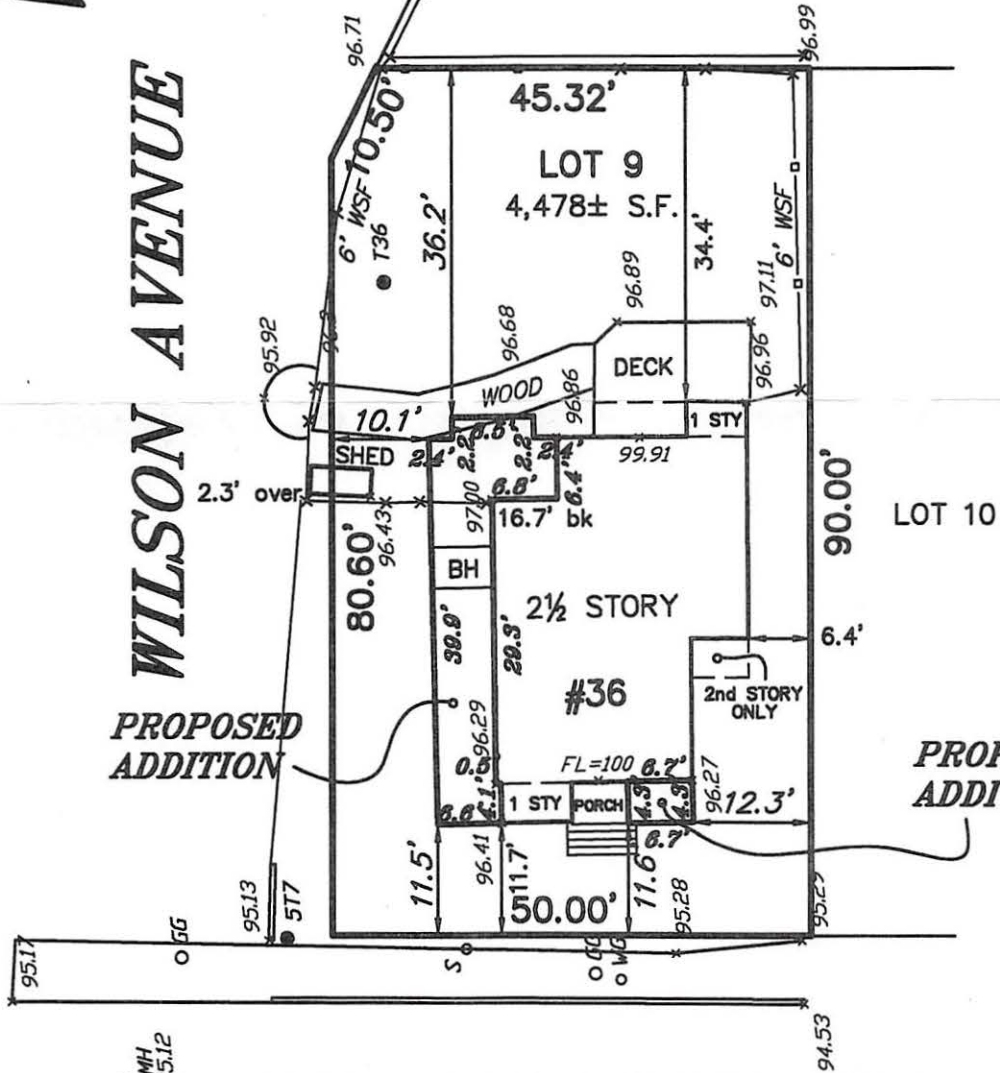 WILSON AVENUE
96.71
96.99
10.50'
45.32'
LOT 9
4,478± S.F.
6' WSF
T36
36.2'
34.4'
6' WSF
97.11
96.89
96.68
95.92
96.96
DECK
WOOD
96.86
10.1'
1 STY
SHED
2.4'
2.2'
2.2'
2.4'
99.91
2.3' over
6.8'
6.4'
97.00
16.7' bk
96.43
80.60'
90.00'
LOT 10
BH
39.9'
29.3'
2½ STORY
6.4'
#36
2nd STORY
ONLY
PROPOSED
ADDITION
96.29
0.5'
FL=100
6.7'
96.27
PROP
ADDI
4.1'
1 STY
PORCH
4.3'
4.3'
12.3'
6.6'
6.7'
11.5'
96.41
11.7'
11.6'
50.00'
95.28
95.29
95.13
5T7
GG
S
GG
WG
95.17
MH
5.12
94.53